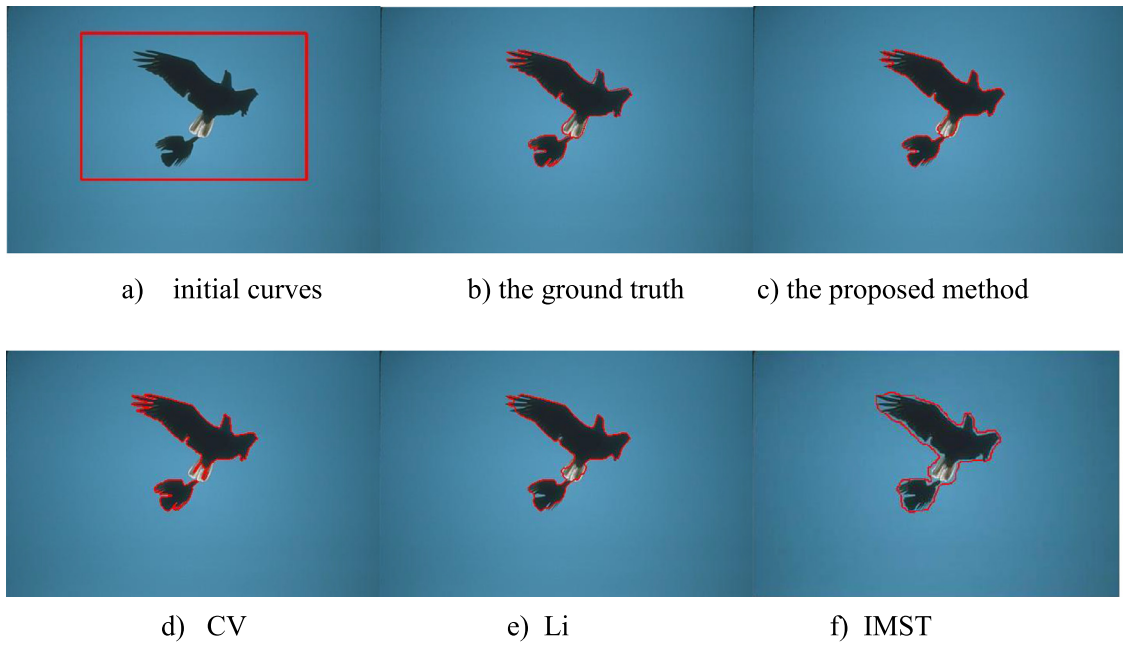 a) initial curves
b) the ground truth
c) the proposed method
d) CV
e) Li
f) IMST